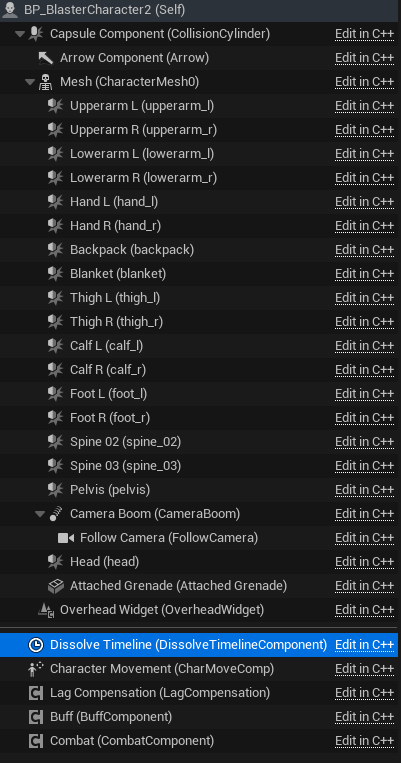 BP_BlasterCharacter2 (Self)
Capsule Component (CollisionCylinder) Edit in C++
Arrow Component (Arrow) Edit in C++
Mesh (CharacterMesh0) Edit in C++
Upperarm L (upperarm_l) Edit in C++
Upperarm R (upperarm_r) Edit in C++
Lowerarm L (lowerarm_l) Edit in C++
Lowerarm R (lowerarm_r) Edit in C++
Hand L (hand_l) Edit in C++
Hand R (hand_r) Edit in C++
Backpack (backpack) Edit in C++
Blanket (blanket) Edit in C++
Thigh L (thigh_l) Edit in C++
Thigh R (thigh_r) Edit in C++
Calf L (calf_l) Edit in C++
Calf R (calf_r) Edit in C++
Foot L (foot_l) Edit in C++
Foot R (foot_r) Edit in C++
Spine 02 (spine_02) Edit in C++
Spine 03 (spine_03) Edit in C++
Pelvis (pelvis) Edit in C++
Camera Boom (CameraBoom) Edit in C++
Follow Camera (FollowCamera) Edit in C++
Head (head) Edit in C++
Attached Grenade (Attached Grenade) Edit in C++
Overhead Widget (OverheadWidget) Edit in C++
Dissolve Timeline (DissolveTimelineComponent) Edit in C++
Character Movement (CharMoveComp) Edit in C++
Lag Compensation (LagCompensation) Edit in C++
Buff (BuffComponent) Edit in C++
Combat (CombatComponent) Edit in C++